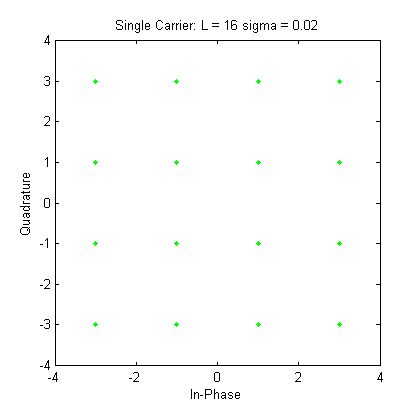 Single Carrier: L = 16 sigma = 0.02
4
3
2
1
0
-1
-2
-3
-4
Quadrature
-4 -2 0 2 4
In-Phase